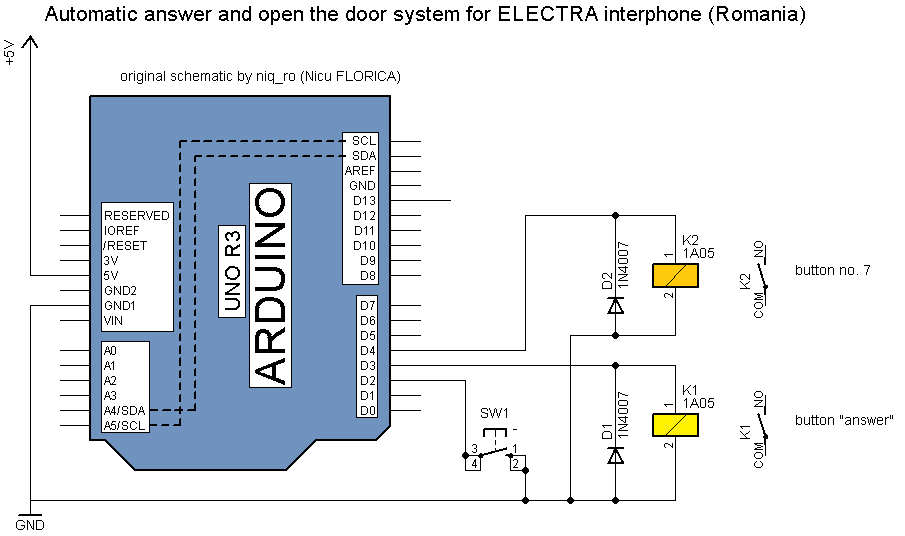 Automatic answer and open the door system for ELECTRA interphone (Romania)
+5V
original schematic by niq_ro (Nicu FLORICA)
SCL
SDA
AREF
GND
D13
D12
D11
D10
D9
D8
RESERVED
IOREF
/RESET
3V
5V
GND2
GND1
VIN
UNO R3
ARDUINO
D7
D6
D5
D4
D3
D2
D1
D0
A0
A1
A2
A3
A4/SDA
A5/SCL
D2
1N4007
K2
1A05
1
2
NO
K2
COM
button no. 7
D1
1N4007
K1
1A05
1
2
NO
K1
COM
button "answer"
SW1
3
4
1
2
GND